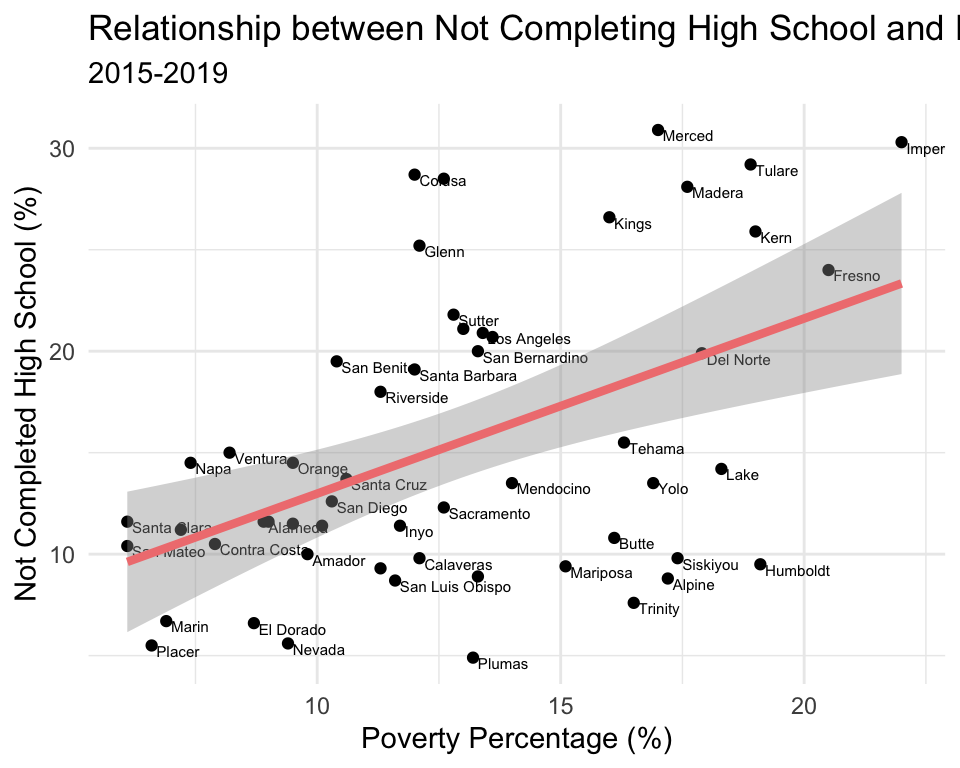 Relationship between Not Completing High School and
2015-2019
Not Completed High School (%)
30
20
10
Merced
Imper
Tulare
Colusa
Madera
Kings
Kern
Glenn
Fresno
Sutter
Los Angeles
San Bernardino
Del Norte
San Benito
Santa Barbara
Riverside
Tehama
Ventura
Napa
Orange
Lake
Santa Cruz
Mendocino
Yolo
San Diego
Sacramento
Santa Clara
Alameda
Inyo
San Mateo
Contra Costa
Butte
Amador
Calaveras
Siskiyou
Mariposa
Humboldt
San Luis Obispo
Alpine
Trinity
Marin
El Dorado
Placer
Nevada
Plumas
10
15
20
Poverty Percentage (%)